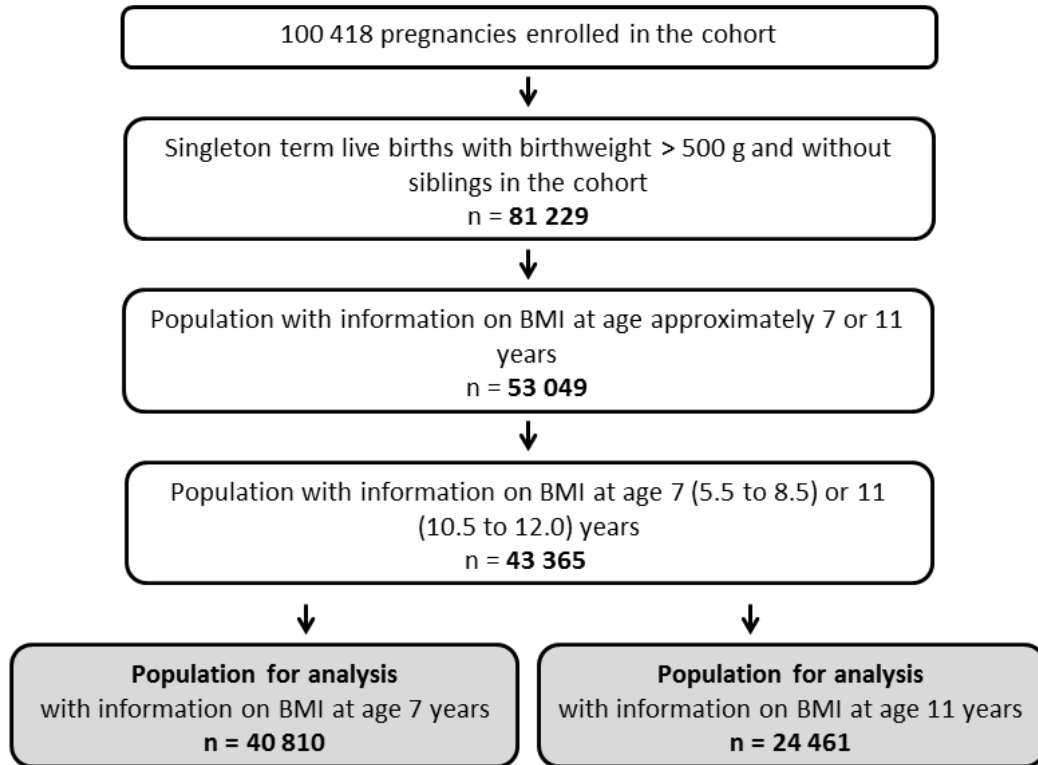 100 418 pregnancies enrolled in the cohort
Singleton term live births with birthweight > 500 g and without
siblings in the cohort
n = 81 229
Population with information on BMI at age approximately 7 or 11
years
n = 53 049
Population with information on BMI at age 7 (5.5 to 8.5) or 11
(10.5 to 12.0) years
n = 43 365
Population for analysis
with information on BMI at age 7 years
n = 40 810
Population for analysis
with information on BMI at age 11 years
n = 24 461